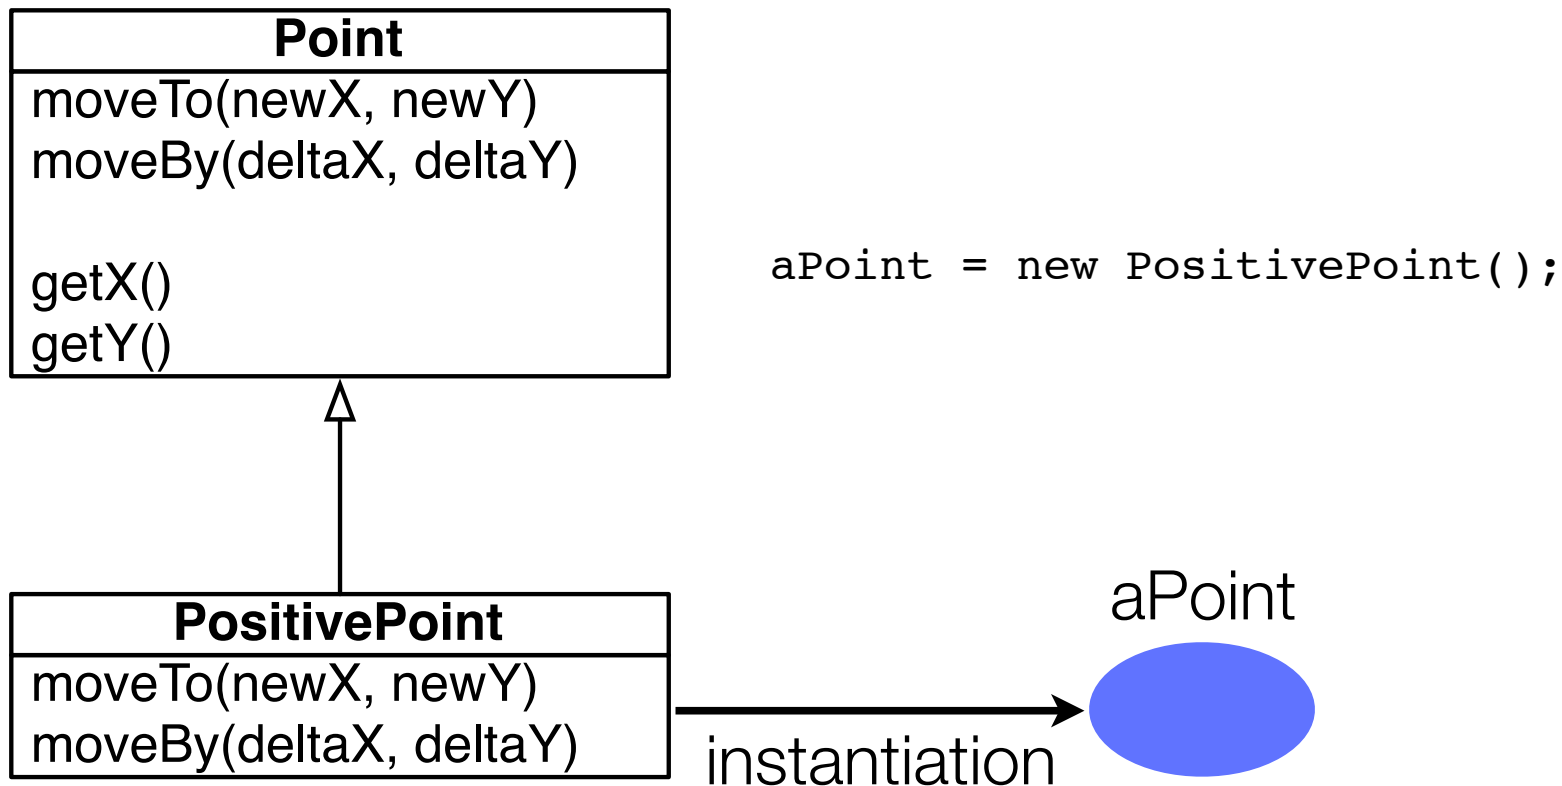 Point
moveTo(newX, newY)
moveBy(deltaX, deltaY)
getX()
getY()
aPoint = new PositivePoint();
PositivePoint
moveTo(newX, newY)
moveBy(deltaX, deltaY)
instantiation
aPoint